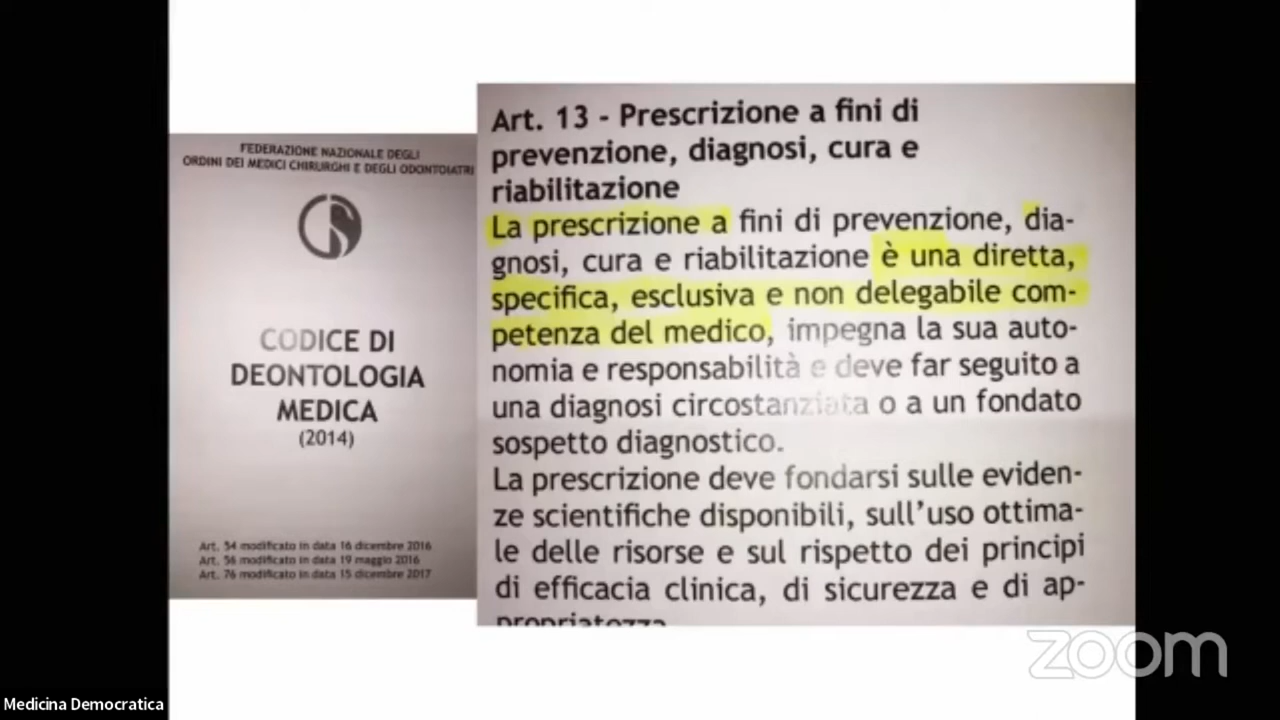 FEDERAZIONE NAZIONALE DEGLI
ORDINI DEI MEDICI CHIRURGHI E DEGLI ODONTOIATRI
CODICE DI
DEONTOLOGIA
MEDICA
(2014)
Art. 54 modificato in data 16 dicembre 2016
Art. 56 modificato in data 19 maggio 2016
Art. 76 modificato in data 15 dicembre 2017
Art. 13 - Prescrizione a fini di
prevenzione, diagnosi, cura e
riabilitazione
La prescrizione a fini di prevenzione, dia-
gnosi, cura e riabilitazione è una diretta,
specifica, esclusiva e non delegabile com-
petenza del medico, impegna la sua auto-
nomia e responsabilità e deve far seguito a
una diagnosi circostanziata o a un fondato
sospetto diagnostico.
La prescrizione deve fondarsi sulle eviden-
ze scientifiche disponibili, sull'uso ottima-
le delle risorse e sul rispetto dei principi
di efficacia clinica, di sicurezza e di ap-
propriatezza
zoom
Medicina Democratica